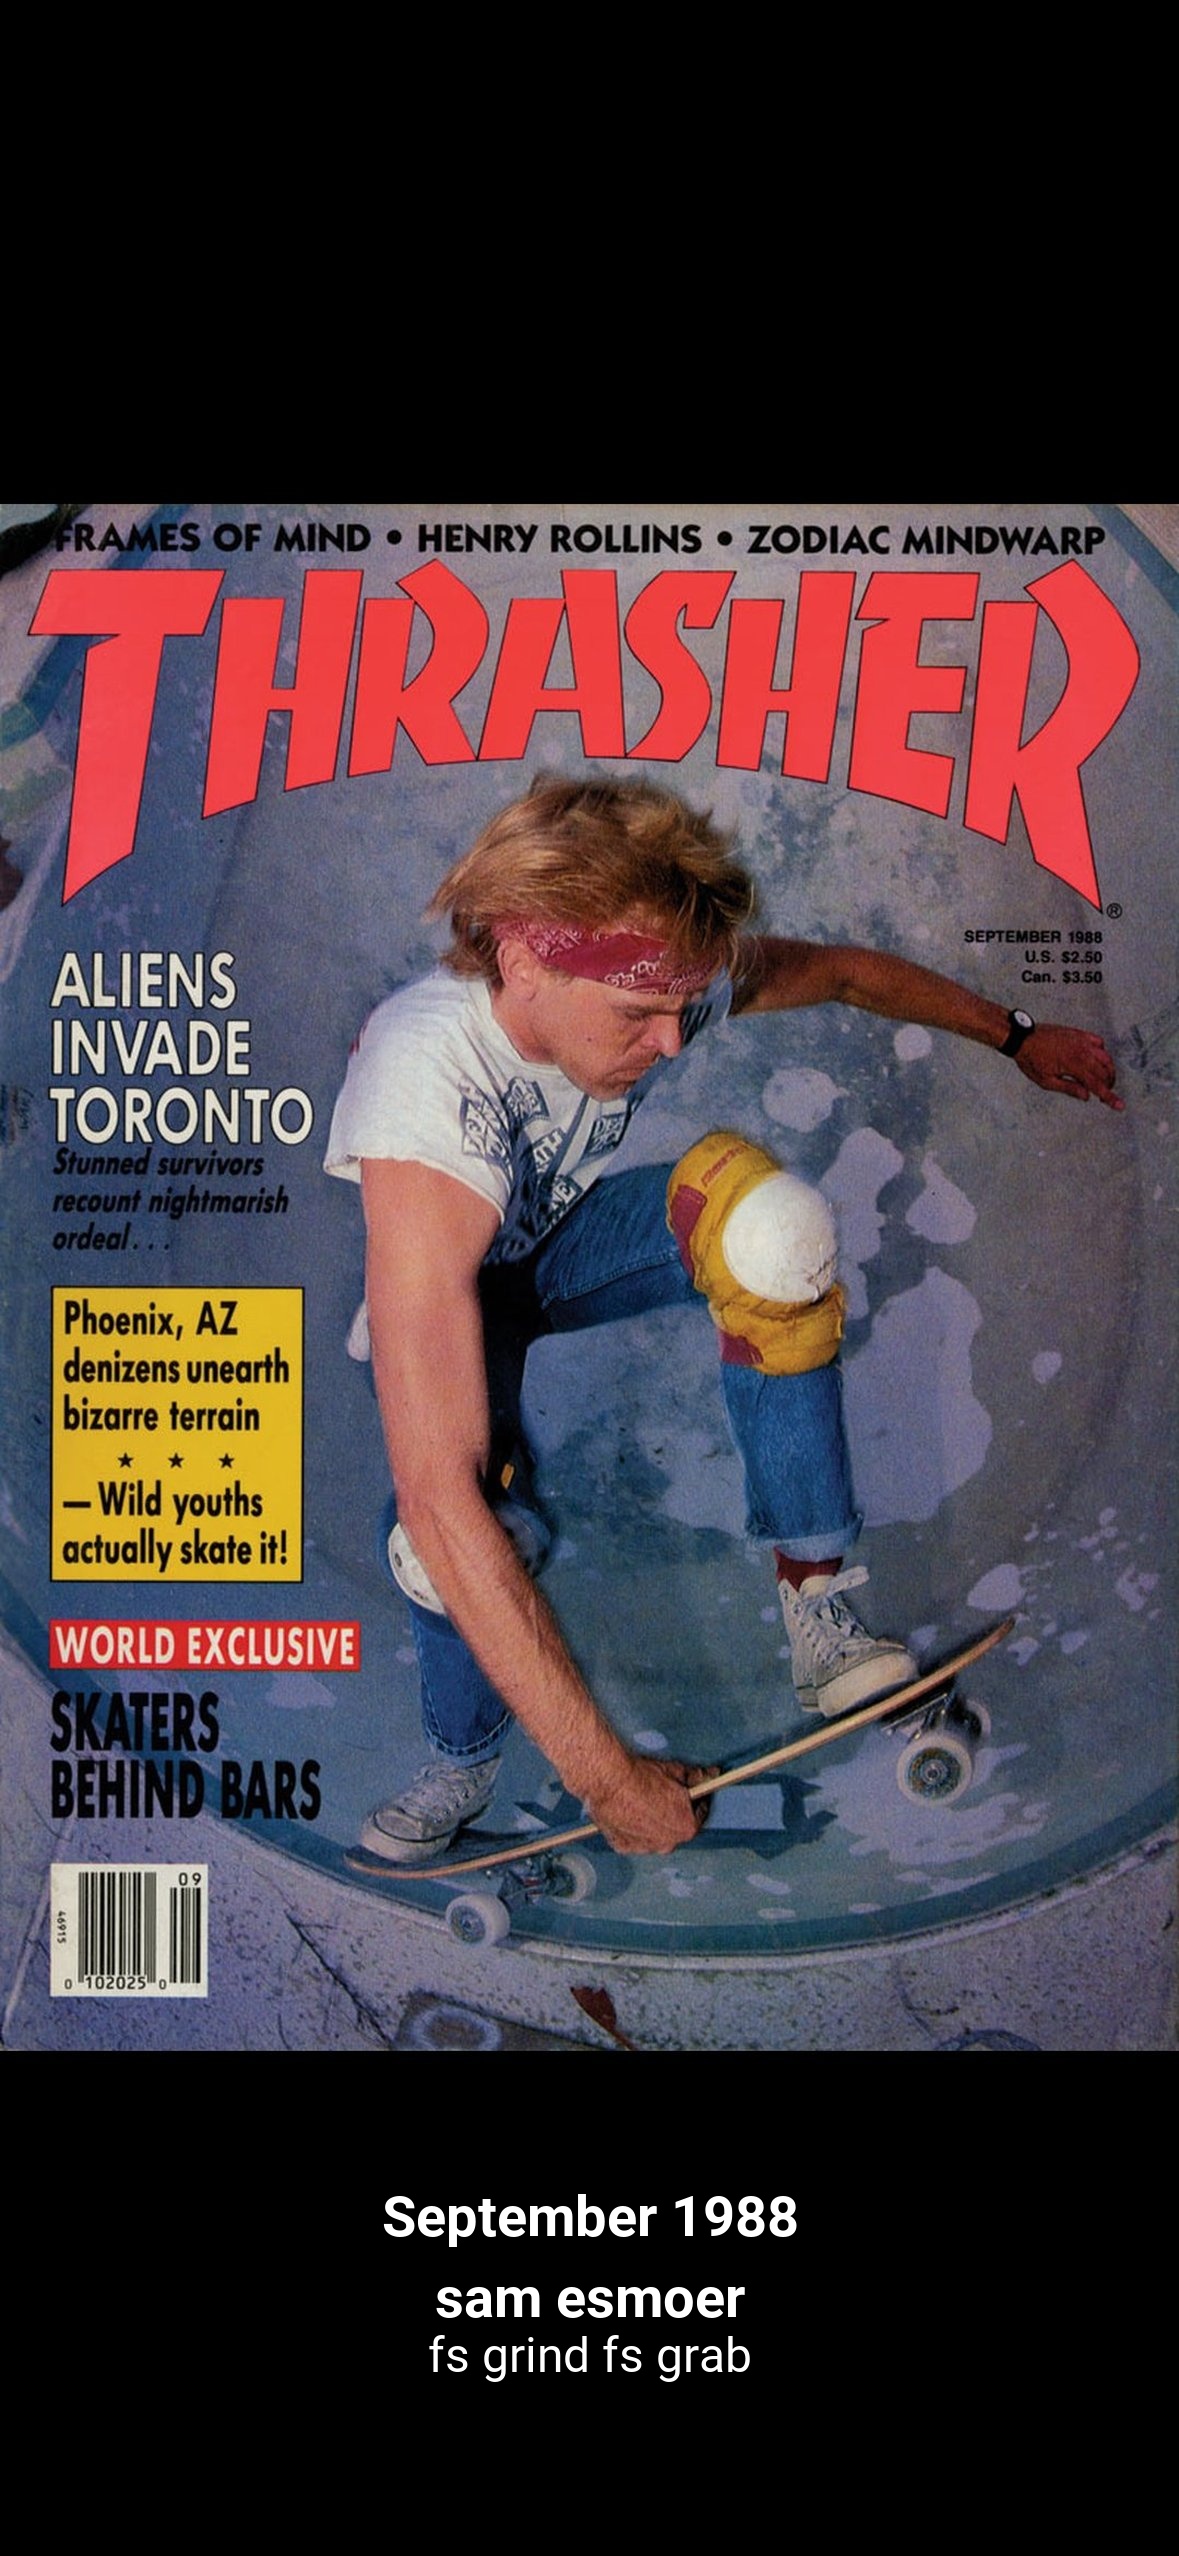 FRAMES OF MIND • HENRY ROLLINS • ZODIAC MINDWARP
THRASHER®
SEPTEMBER 1988
U.S. $2.50
Can. $3.50
ALIENS
INVADE
TORONTO
Stunned survivors
recount nightmarish
ordeal...
Phoenix, AZ
denizens unearth
bizarre terrain
★ ★ ★
—Wild youths
actually skate it!
WORLD EXCLUSIVE
SKATERS
BEHIND BARS
09
46915
0 102025 0
September 1988
sam esmoer
fs grind fs grab